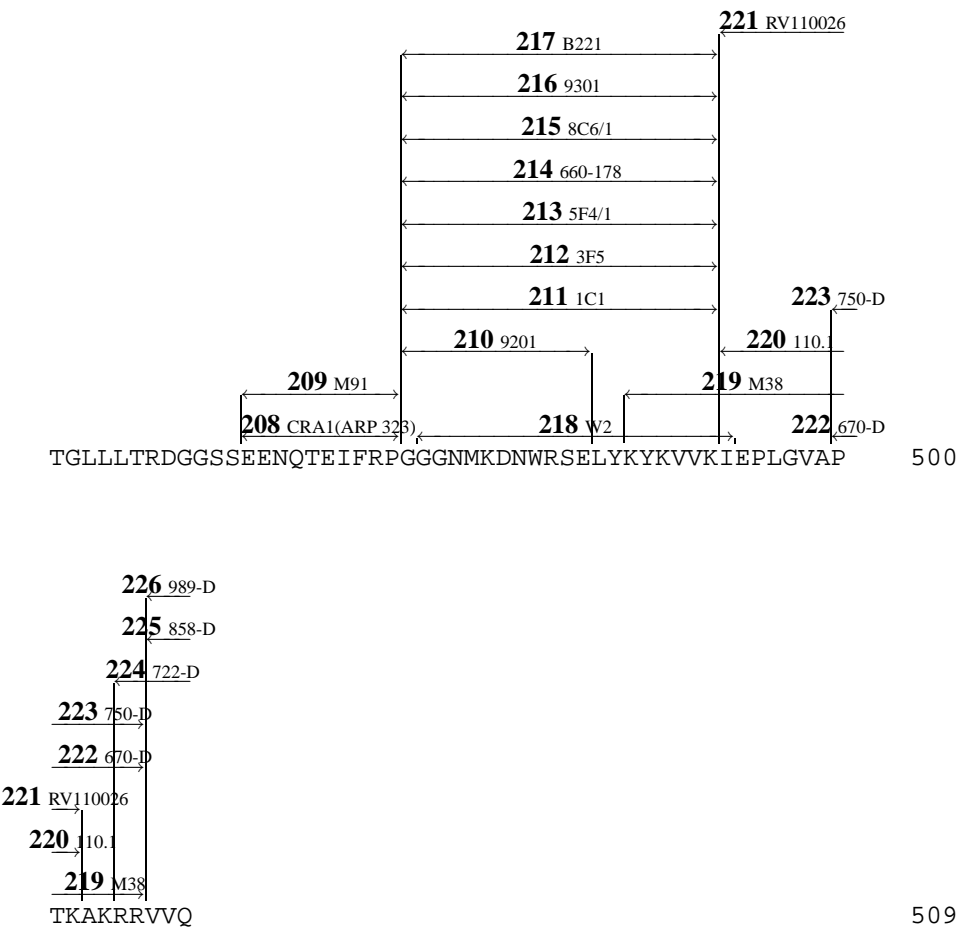 221 RV110026
217 B221
216 9301
215 8C6/1
214 660-178
213 5F4/1
212 3F5
211 1C1
223 750-D
210 9201
220 110.1
209 M91
219 M38
208 CRA1(ARP 323)
218 W2
222 670-D
TGLLLTRDGGSSEENQTEIFRPGGGNMKDNWRSELYKYKVVKIEPLGVAP 500
226 989-D
225 858-D
224 722-D
223 750-D
222 670-D
221 RV110026
220 110.1
219 M38
TKAKRRVVQ 509